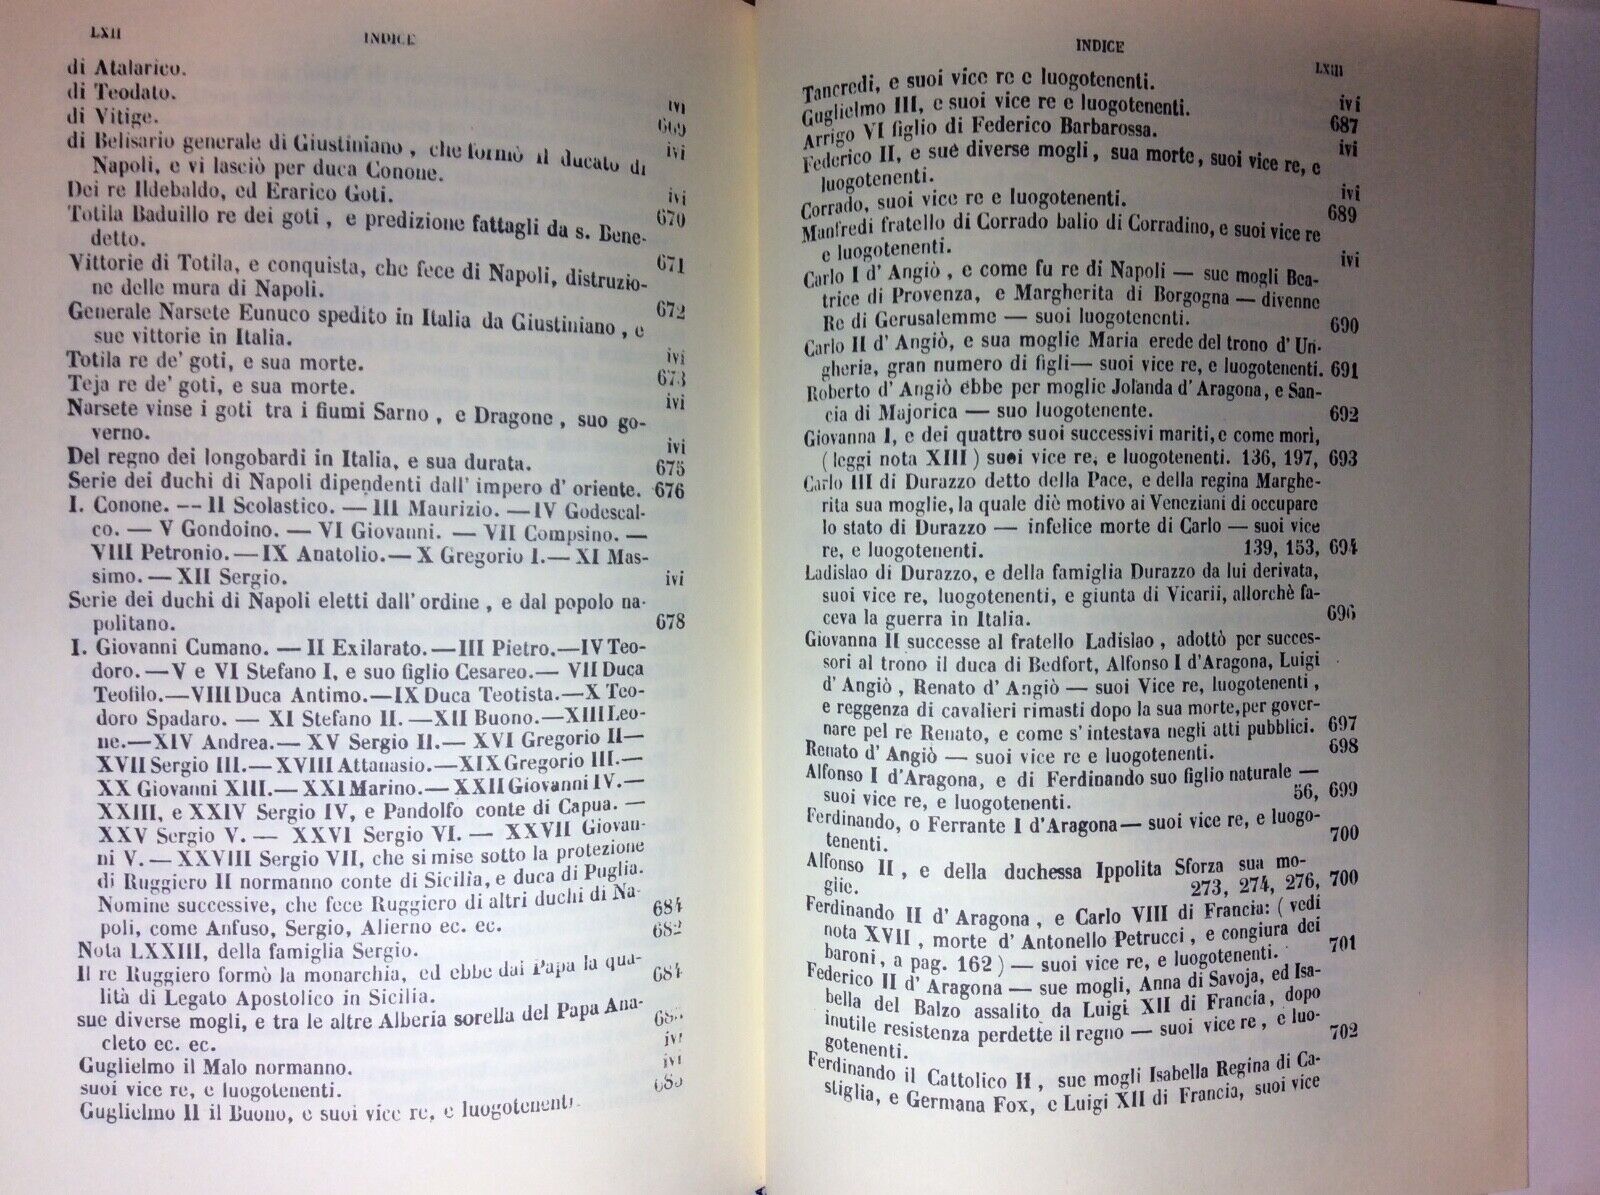 LXII INDICE
di Atalarico. ivi
di Teodato. 669
di Vitige. ivi
di Belisario generale di Giustiniano, che formò il ducato di
Napoli, e vi lasciò per duca Conone. ivi
Dei re Ildebaldo, ed Erarico Goti. 670
Totila Baduillo re dei goti, e predizione fattagli da s. Bene-
detto. 671
Vittorie di Totila, e conquista, che fece di Napoli, distruzio-
ne delle mura di Napoli. 672
Generale Narsete Eunuco spedito in Italia da Giustiniano, e
sue vittorie in Italia. ivi
Totila re de' goti, e sua morte. 673
Teja re de' goti, e sua morte. ivi
Narsete vinse i goti tra i fiumi Sarno, e Dragone, suo go-
verno. ivi
Del regno dei longobardi in Italia, e sua durata. 675
Serie dei duchi di Napoli dipendenti dall' impero d' oriente. 676
I. Conone. -- II Scolastico. — III Maurizio. — IV Godescal-
co. — V Gondoino. — VI Giovanni. — VII Compsino. —
VIII Petronio. — IX Anatolio. — X Gregorio I. — XI Mas-
simo. — XII Sergio. ivi
Serie dei duchi di Napoli eletti dall' ordine, e dal popolo na-
politano. 678
I. Giovanni Cumano. — II Exilarato. — III Pietro. — IV Teo-
doro. — V e VI Stefano I, e suo figlio Cesareo. — VII Duca
Teofilo. — VIII Duca Antimo. — IX Duca Teotista. — X Teo-
doro Spadaro. — XI Stefano II. — XII Buono. — XIII Leo-
ne. — XIV Andrea. — XV Sergio II. — XVI Gregorio II —
XVII Sergio III. — XVIII Attanasio. — XIX Gregorio III. —
XX Giovanni XIII. — XXI Marino. — XXII Giovanni IV. —
XXIII, e XXIV Sergio IV, e Pandolfo conte di Capua. —
XXV Sergio V. — XXVI Sergio VI. — XXVII Giovan-
ni V. — XXVIII Sergio VII, che si mise sotto la protezione
di Ruggiero II normanno conte di Sicilia, e duca di Puglia.
Nomine successive, che fece Ruggiero di altri duchi di Na-
poli, come Anfuso, Sergio, Alierno ec. ec. 681
Nota LXXIII, della famiglia Sergio. 682
Il re Ruggiero formò la monarchia, ed ebbe dal Papa la qua-
lità di Legato Apostolico in Sicilia. 684
sue diverse mogli, e tra le altre Alberia sorella del Papa Ana-
cleto ec. ec.
Guglielmo il Malo normanno. ivi
suoi vice re, e luogotenenti. ivi
Guglielmo II il Buono, e suoi vice re, e luogotenenti.
INDICE LXIII
Tancredi, e suoi vice re e luogotenenti. ivi
Guglielmo III, e suoi vice re e luogotenenti. 687
Arrigo VI figlio di Federico Barbarossa. ivi
Federico II, e sue diverse mogli, sua morte, suoi vice re, e
luogotenenti. ivi
Corrado, suoi vice re, e luogotenenti. 689
Manfredi fratello di Corrado balio di Corradino, e suoi vice re
e luogotenenti. ivi
Carlo I d' Angiò, e come fu re di Napoli — sue mogli Bea-
trice di Provenza, e Margherita di Borgogna — divenne
Re di Gerusalemme — suoi luogotenenti. 690
Carlo II d' Angiò, e sua moglie Maria erede del trono d' Un-
gheria, gran numero di figli — suoi vice re, e luogotenenti. 691
Roberto d' Angiò ebbe per moglie Jolanda d' Aragona, e San-
cia di Majorica — suo luogotenente. 692
Giovanna I, e dei quattro suoi successivi mariti, e come morì,
(leggi nota XIII) suoi vice re, e luogotenenti. 136, 197, 693
Carlo III di Durazzo detto della Pace, e della regina Marghe-
rita sua moglie, la quale diè motivo ai Veneziani di occupare
lo stato di Durazzo — infelice morte di Carlo — suoi vice
re, e luogotenenti. 139, 153, 694
Ladislao di Durazzo, e della famiglia Durazzo da lui derivata,
suoi vice re, luogotenenti, e giunta di Vicarii, allorchè fa-
ceva la guerra in Italia. 696
Giovanna II successe al fratello Ladislao, adottò per succes-
sori al trono il duca di Bedfort, Alfonso I d'Aragona, Luigi
d' Angiò, Renato d' Angiò — suoi Vice re, luogotenenti,
e reggenza di cavalieri rimasti dopo la sua morte, per gover-
nare pel re Renato, e come s' intestava negli atti pubblici. 697
Renato d' Angiò — suoi vice re e luogotenenti. 698
Alfonso I d'Aragona, e di Ferdinando suo figlio naturale —
suoi vice re, e luogotenenti. 56, 699
Ferdinando, o Ferrante I d'Aragona — suoi vice re, e luogo-
tenenti. 700
Alfonso II, e della duchessa Ippolita Sforza sua mo-
glie. 273, 274, 276, 700
Ferdinando II d' Aragona, e Carlo VIII di Francia: (vedi
nota XVII, morte d' Antonello Petrucci, e congiura dei
baroni, a pag. 162) — suoi vice re, e luogotenenti. 701
Federico II d' Aragona — sue mogli, Anna di Savoja, ed Isa-
bella del Balzo assalito da Luigi XII di Francia, dopo
inutile resistenza perdette il regno — suoi vice re, e luo-
gotenenti. 702
Ferdinando il Cattolico II, sue mogli Isabella Regina di Ca-
stiglia, e Germana Fox, e Luigi XII di Francia, suoi vice